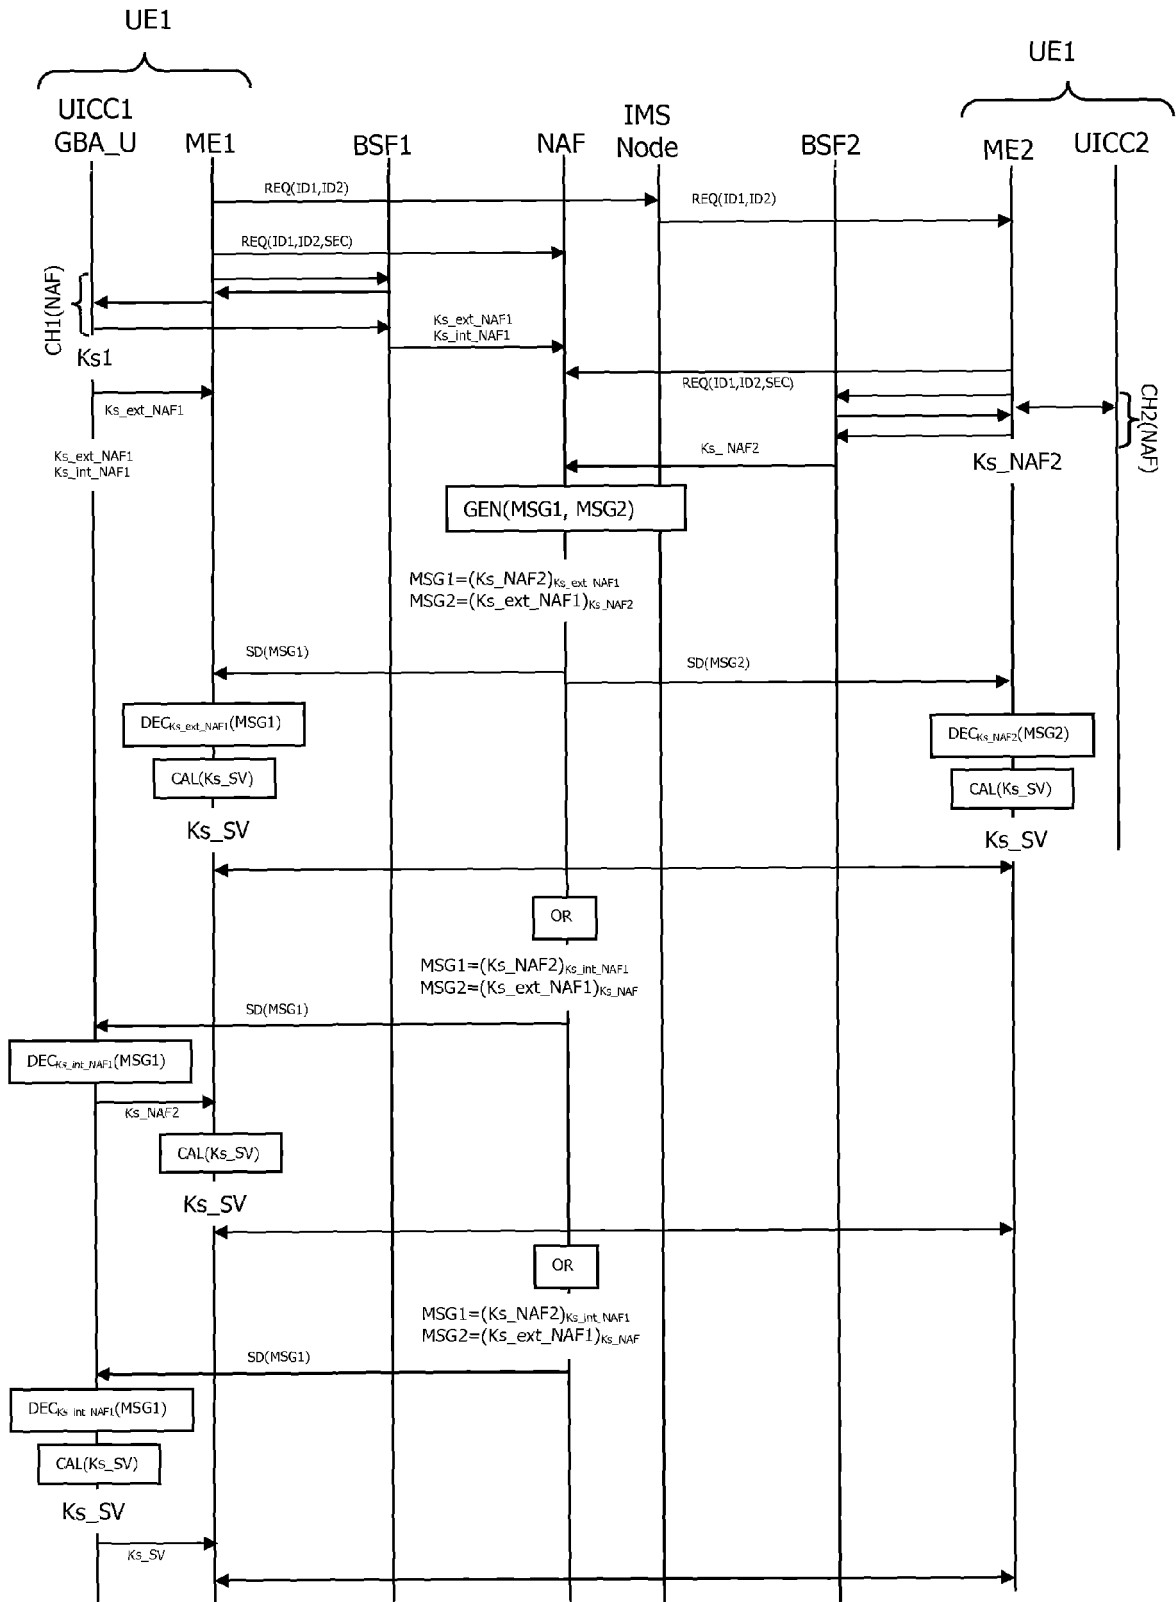 UE1
UE1
UICC1
GBA_U
ME1
BSF1
NAF
IMS
Node
BSF2
ME2
UICC2
REQ(ID1,ID2)
REQ(ID1,ID2)
REQ(ID1,ID2,SEC)
CH1(NAF)
Ks_ext_NAF1
Ks_int_NAF1
Ks1
REQ(ID1,ID2,SEC)
Ks_ext_NAF1
CH2(NAF)
Ks_ext_NAF1
Ks_int_NAF1
Ks_ NAF2
Ks_NAF2
GEN(MSG1, MSG2)
MSG1=(Ks_NAF2)Ks_ext_NAF1
MSG2=(Ks_ext_NAF1)Ks_NAF2
SD(MSG1)
SD(MSG2)
DECKs_ext_NAF1(MSG1)
DECKs_NAF2(MSG2)
CAL(Ks_SV)
CAL(Ks_SV)
Ks_SV
Ks_SV
OR
MSG1=(Ks_NAF2)Ks_int_NAF1
MSG2=(Ks_ext_NAF1)Ks_NAF
SD(MSG1)
DECKs_int_NAF1(MSG1)
Ks_NAF2
CAL(Ks_SV)
Ks_SV
OR
MSG1=(Ks_NAF2)Ks_int_NAF1
MSG2=(Ks_ext_NAF1)Ks_NAF
SD(MSG1)
DECKs_int_NAF1(MSG1)
CAL(Ks_SV)
Ks_SV
Ks_SV